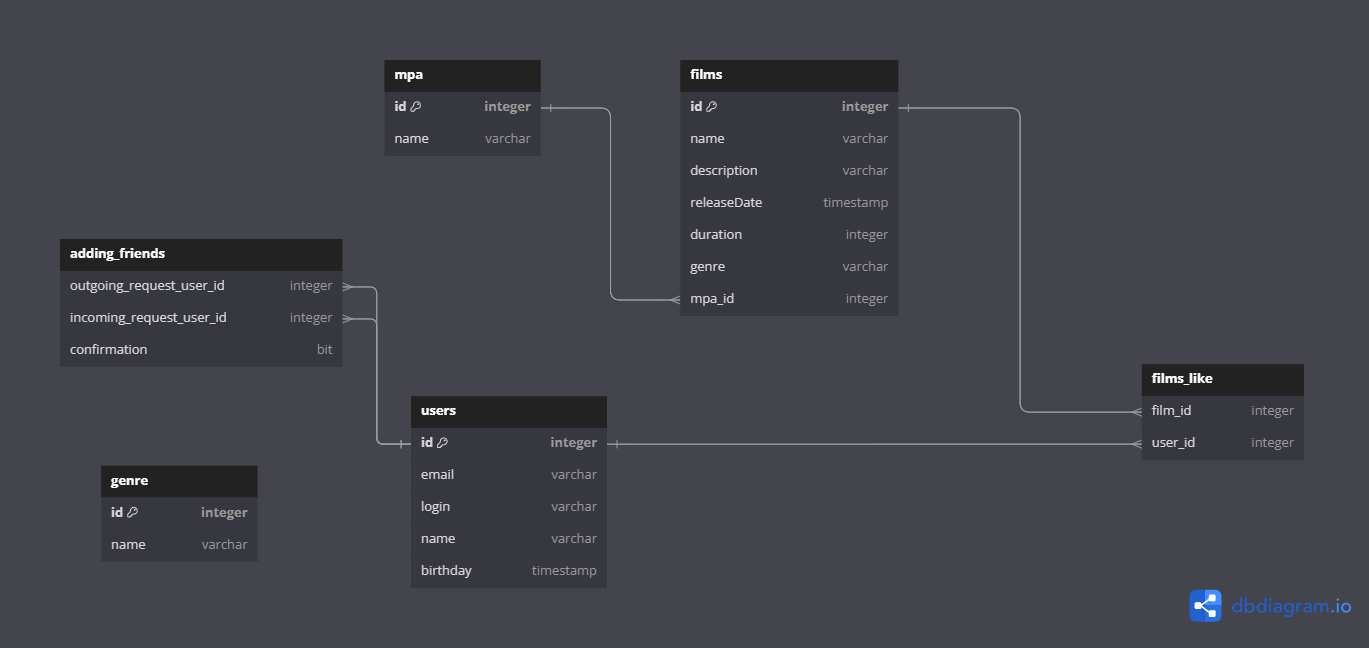 mpa
id integer
name varchar
films
id integer
name varchar
description varchar
releaseDate timestamp
duration integer
genre varchar
mpa_id integer
adding_friends
outgoing_request_user_id integer
incoming_request_user_id integer
confirmation bit
films_like
film_id integer
user_id integer
users
id integer
email varchar
login varchar
name varchar
birthday timestamp
genre
id integer
name varchar
dbdiagram.io